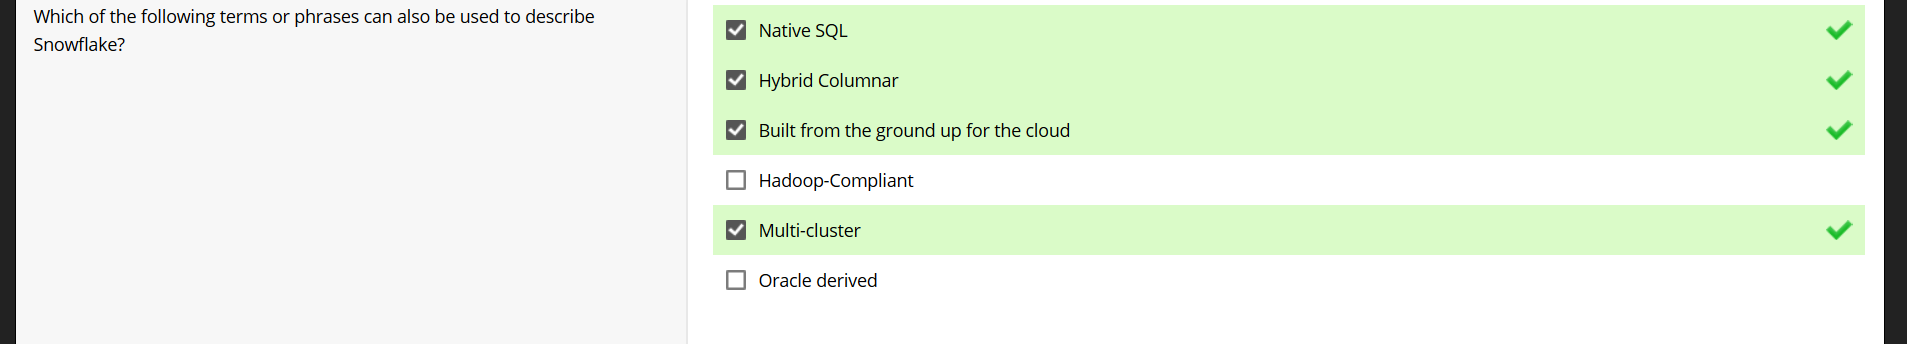 Which of the following terms or phrases can also be used to describe
Snowflake?
Native SQL
Hybrid Columnar
Built from the ground up for the cloud
Hadoop-Compliant
Multi-cluster
Oracle derived